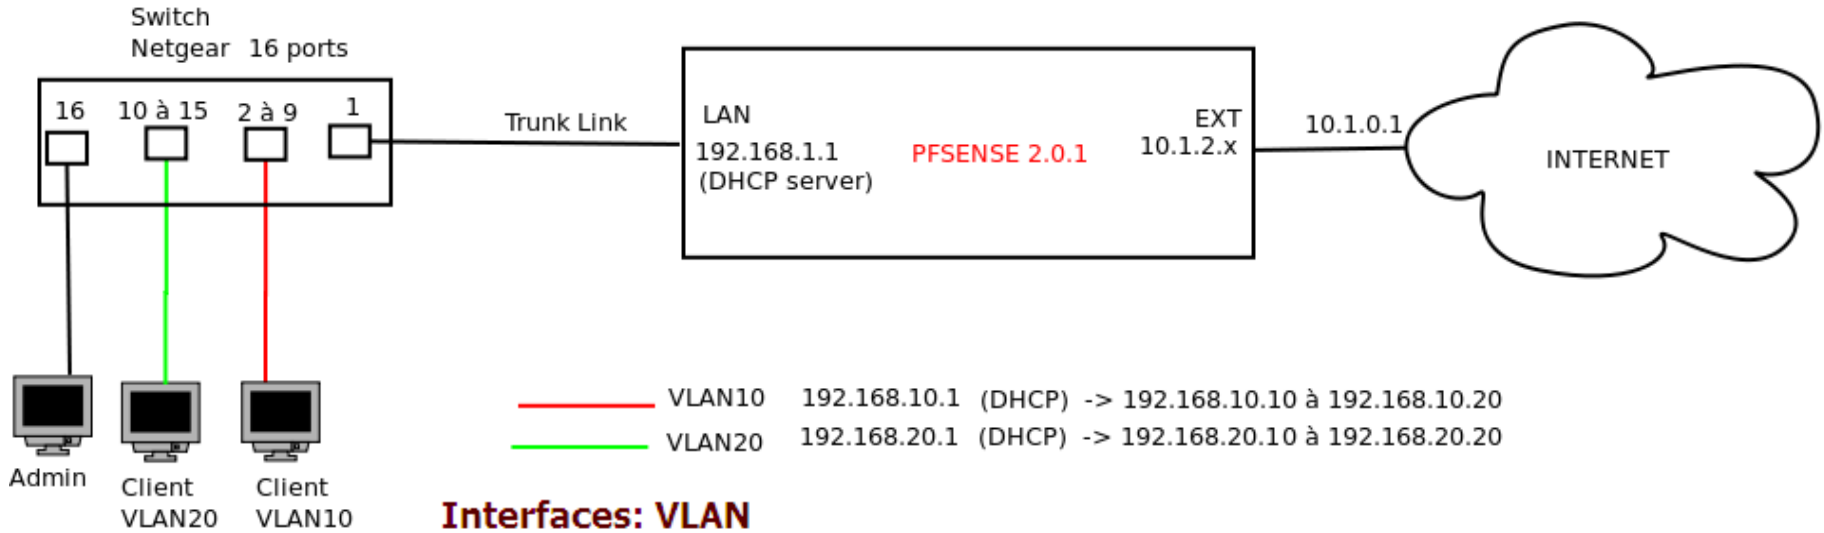 Switch
Netgear 16 ports
16
10 à 15
2 à 9
1
Trunk Link
LAN
192.168.1.1
(DHCP server)
PFSENSE 2.0.1
EXT
10.1.2.x
10.1.0.1
INTERNET
VLAN10 192.168.10.1 (DHCP) -> 192.168.10.10 à 192.168.10.20
VLAN20 192.168.20.1 (DHCP) -> 192.168.20.10 à 192.168.20.20
Admin
Client
VLAN20
Client
VLAN10
Interfaces: VLAN